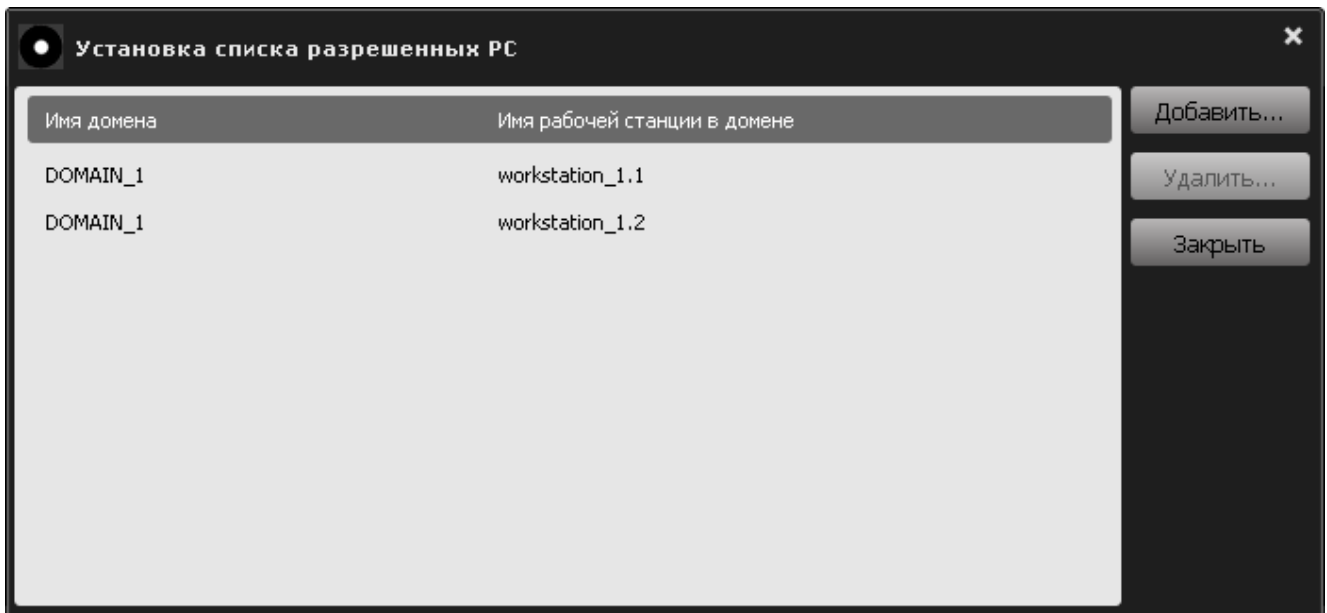 Установка списка разрешенных PC
Имя домена Имя рабочей станции в домене
DOMAIN_1 workstation_1.1
DOMAIN_1 workstation_1.2
Добавить...
Удалить...
Закрыть